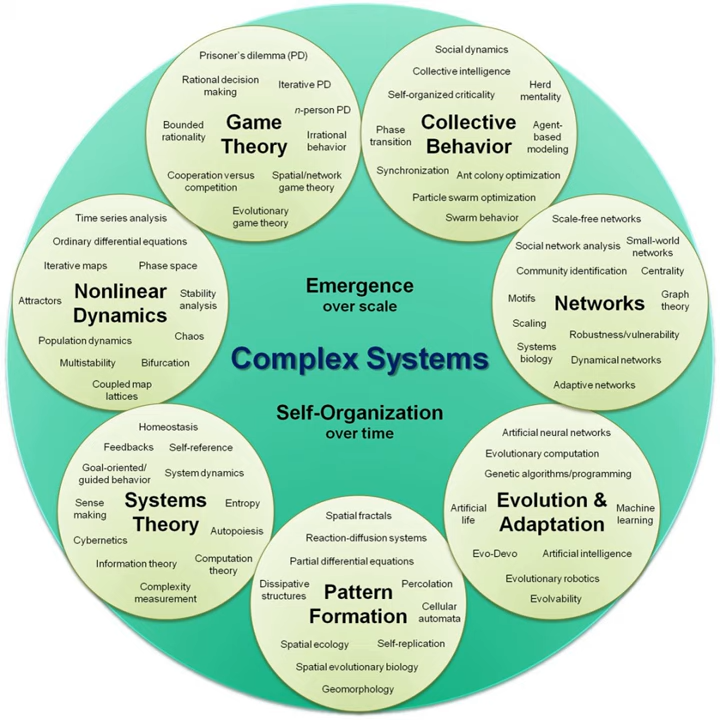 Prisoner's dilemma (PD)
Rational decision
making
Iterative PD
n-person PD
Bounded
rationality
Game
Theory
Irrational
behavior
Cooperation versus
competition
Spatial/network
game theory
Evolutionary
game theory
Social dynamics
Collective intelligence
Herd
mentality
Self-organized criticality
Phase
transition
Collective
Behavior
Agent-
based
modeling
Synchronization
Ant colony optimization
Particle swarm optimization
Swarm behavior
Time series analysis
Ordinary differential equations
Iterative maps
Phase space
Attractors
Nonlinear
Dynamics
Stability
analysis
Population dynamics
Chaos
Multistability
Bifurcation
Coupled map
lattices
Emergence
over scale
Complex Systems
Self-Organization
over time
Scale-free networks
Social network analysis
Small-world
networks
Community identification
Centrality
Motifs
Networks
Graph
theory
Scaling
Robustness/vulnerability
Systems
biology
Dynamical networks
Adaptive networks
Homeostasis
Feedbacks
Self-reference
Goal-oriented/
guided behavior
System dynamics
Sense
making
Systems
Theory
Entropy
Cybernetics
Autopoiesis
Information theory
Computation
theory
Complexity
measurement
Spatial fractals
Reaction-diffusion systems
Partial differential equations
Dissipative
structures
Pattern
Formation
Percolation
Cellular
automata
Spatial ecology
Self-replication
Spatial evolutionary biology
Geomorphology
Artificial neural networks
Evolutionary computation
Genetic algorithms/programming
Artificial
life
Evolution &
Adaptation
Machine
learning
Evo-Devo
Artificial intelligence
Evolutionary robotics
Evolvability